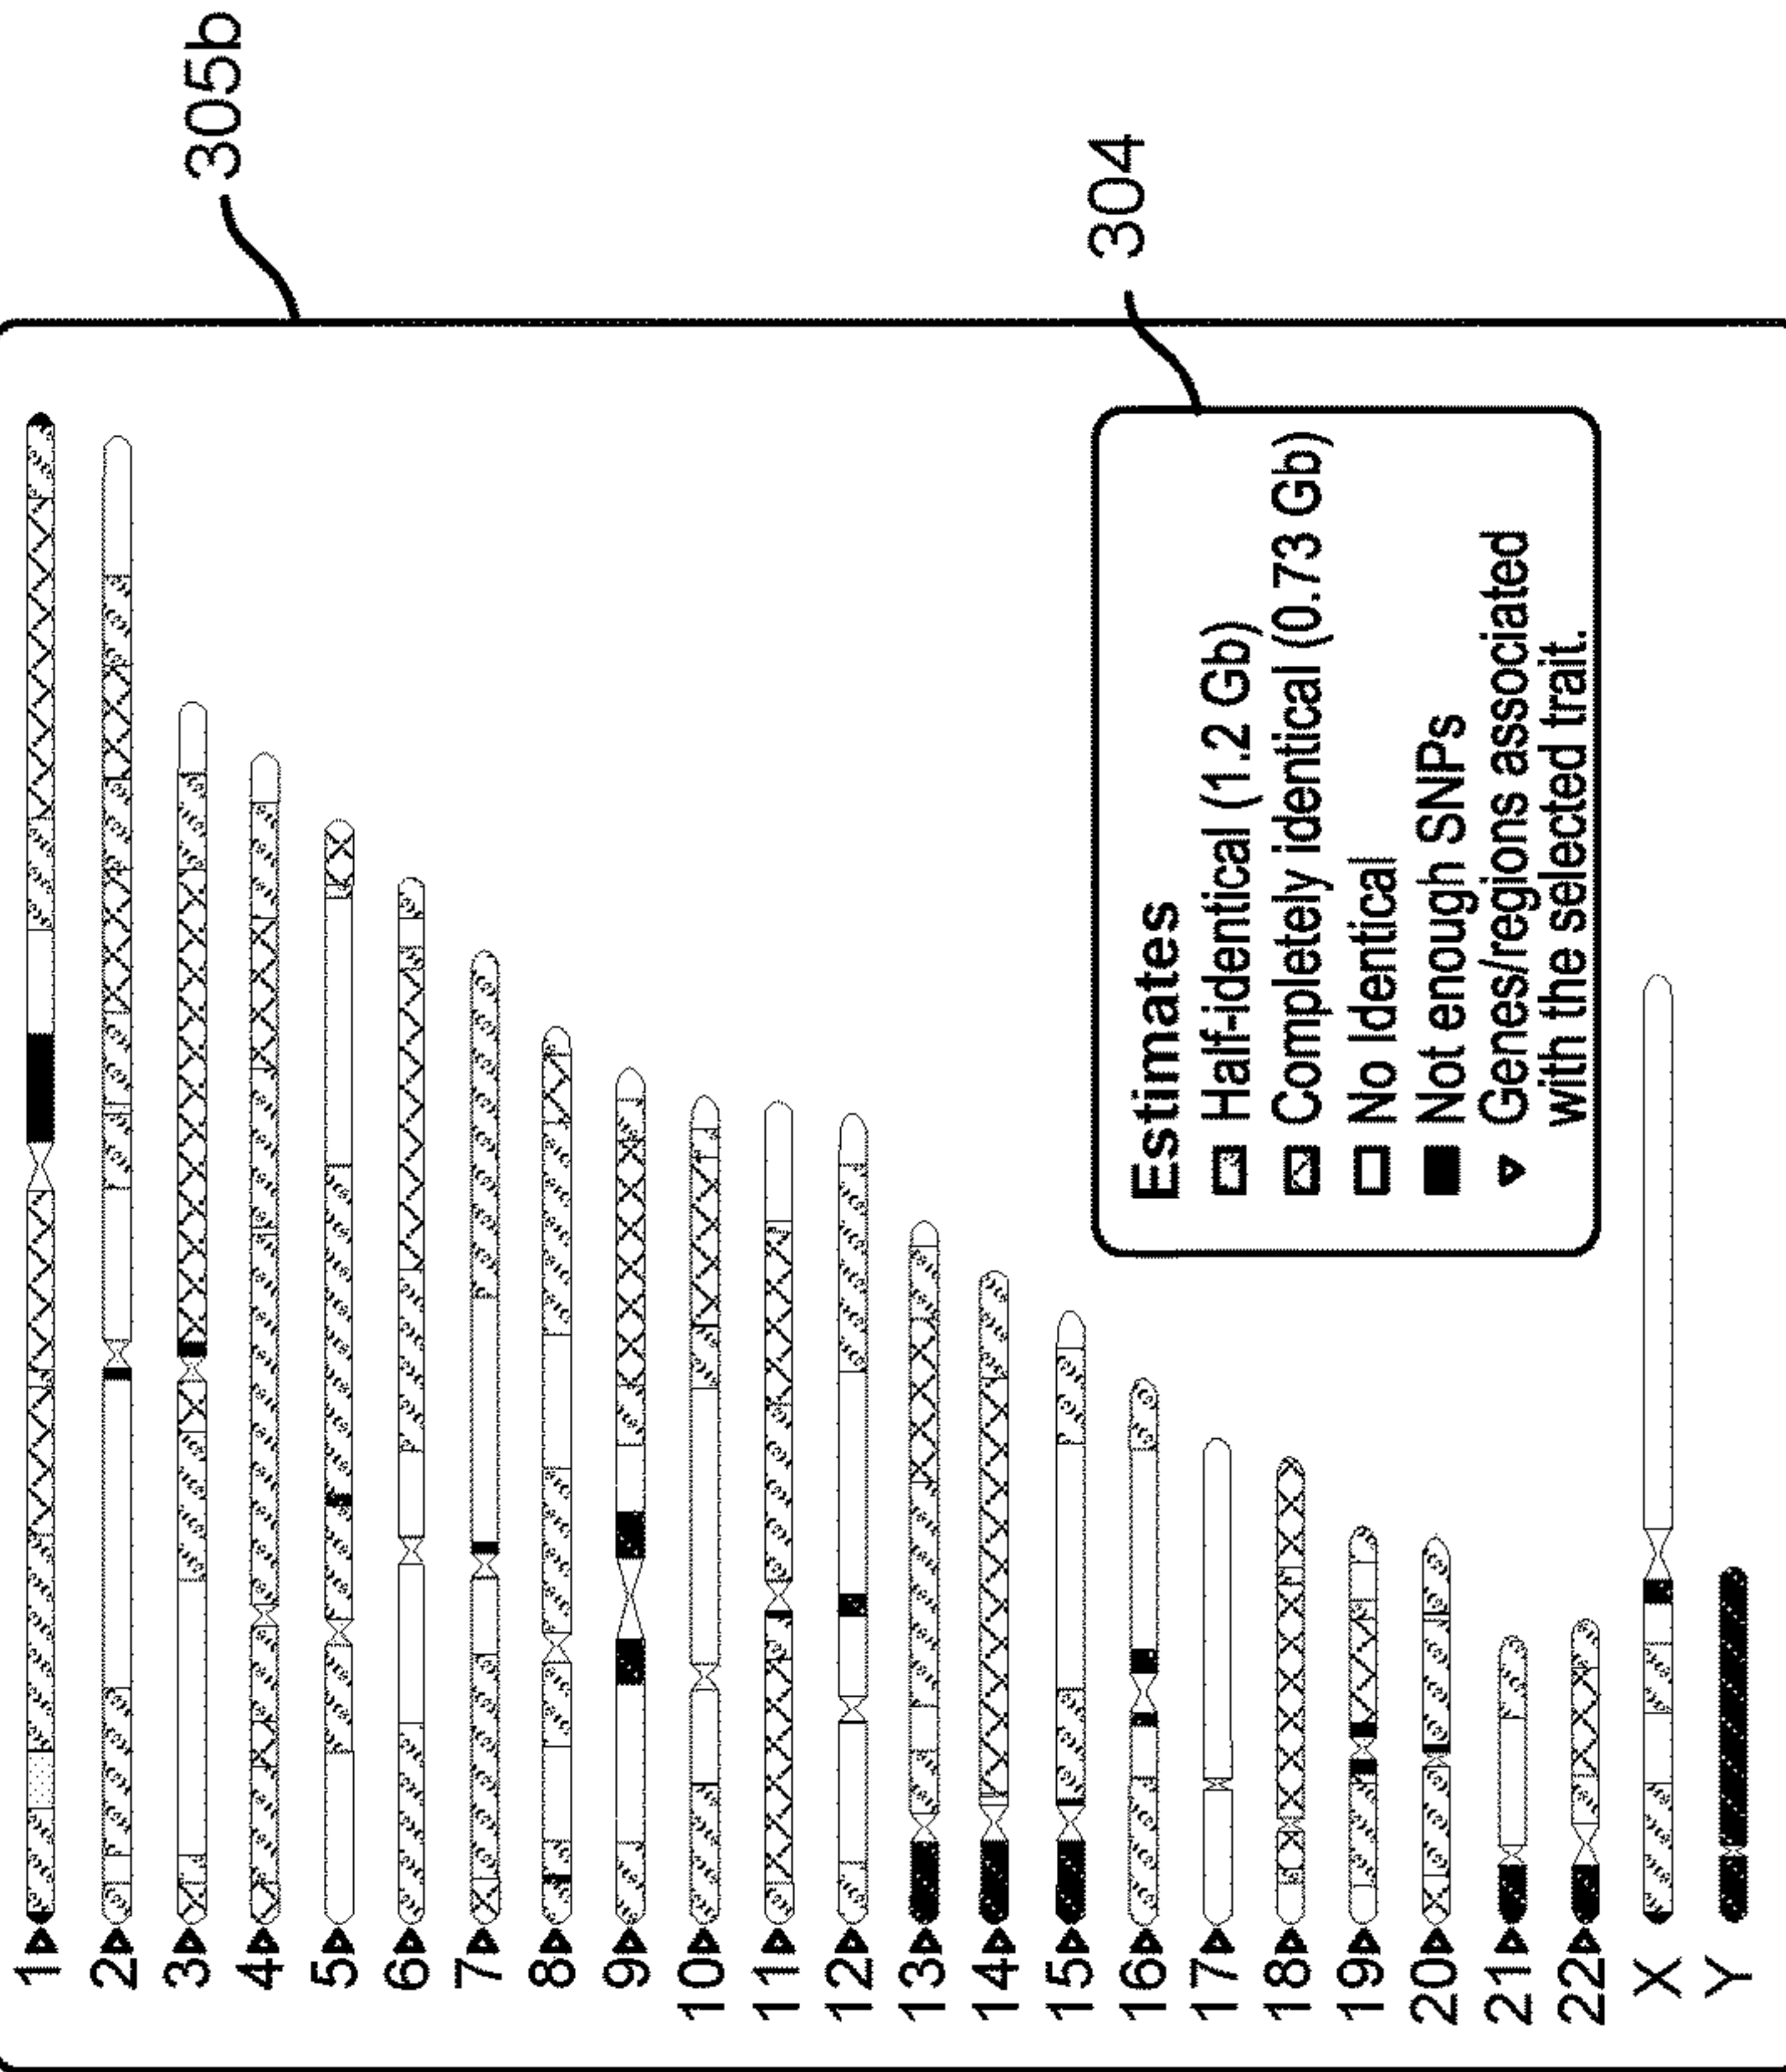 305b
1
2
3
4
5
6
7
8
9
10
11
12
13
14
15
16
17
18
19
20
21
22
X
Y
304
Estimates
Half-identical (1.2 Gb)
Completely identical (0.73 Gb)
No Identical
Not enough SNPs
Genes/regions associated
with the selected trait.